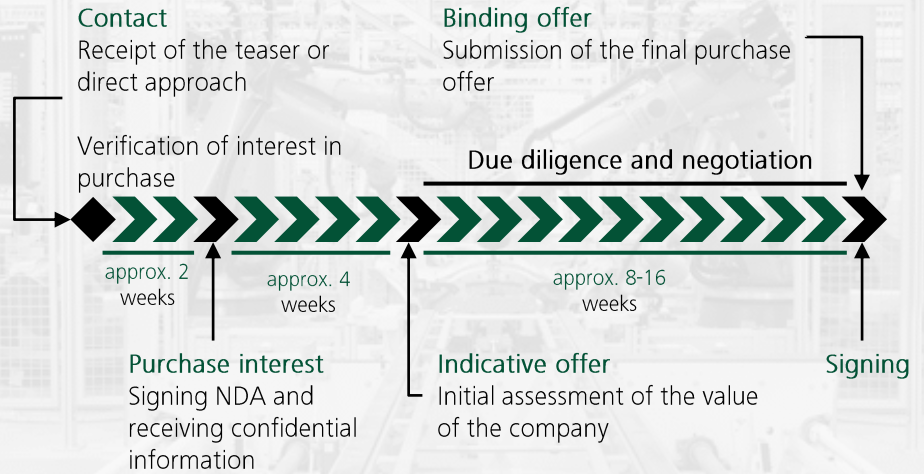 Contact
Receipt of the teaser or
direct approach
Verification of interest in
purchase
Binding offer
Submission of the final purchase
offer
Due diligence and negotiation
approx. 2
weeks
approx. 4
weeks
approx. 8-16
weeks
Purchase interest
Signing NDA and
receiving confidential
information
Indicative offer
Initial assessment of the value
of the company
Signing